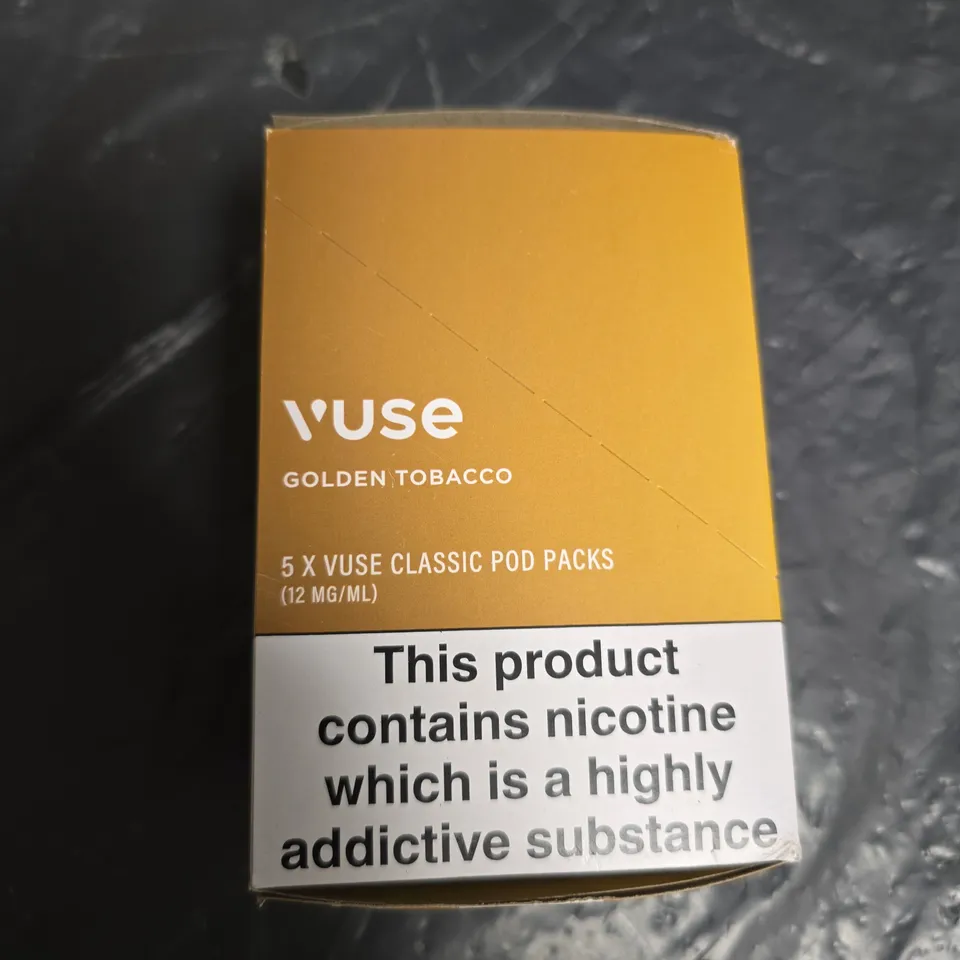 vuse
GOLDEN TOBACCO
5 X VUSE CLASSIC POD PACKS
(12 MG/ML)
This product
contains nicotine
which is a highly
addictive substance